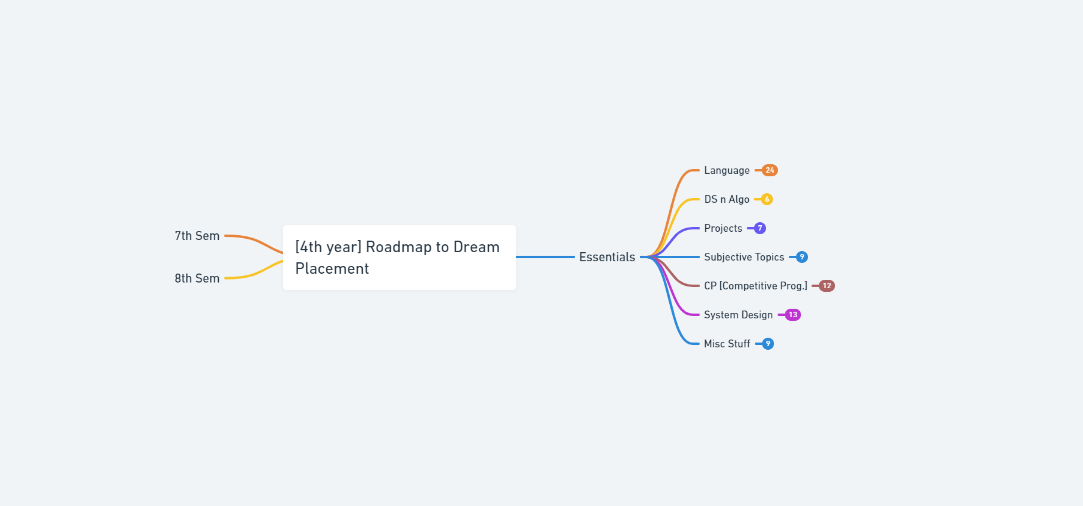 7th Sem
8th Sem
[4th year] Roadmap to Dream
Placement
Essentials
Language 24
DS n Algo
Projects 7
Subjective Topics 9
CP [Competitive Prog.] 12
System Design 13
Misc Stuff 9